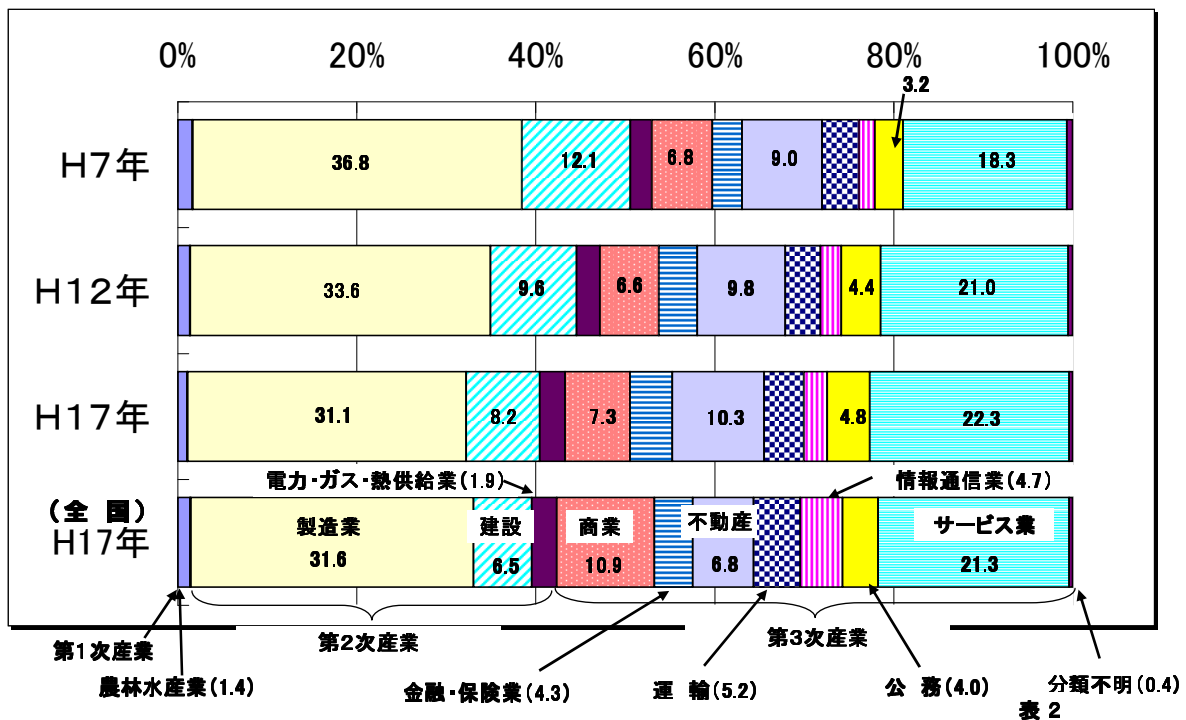 0% 20% 40% 60% 80% 100%
3.2
H7年 36.8 12.1 6.8 9.0 18.3
H12年 33.6 9.6 6.6 9.8 4.4 21.0
H17年 31.1 8.2 7.3 10.3 4.8 22.3
電力・ガス・熱供給業(1.9) 情報通信業(4.7)
(全 国)
H17年
製造業 建設 商業 不動産 サービス業
31.6 6.5 10.9 6.8 21.3
第1次産業 第2次産業 第3次産業
農林水産業(1.4) 金融・保険業(4.3) 運 輸(5.2) 公 務(4.0) 分類不明(0.4)
表 2